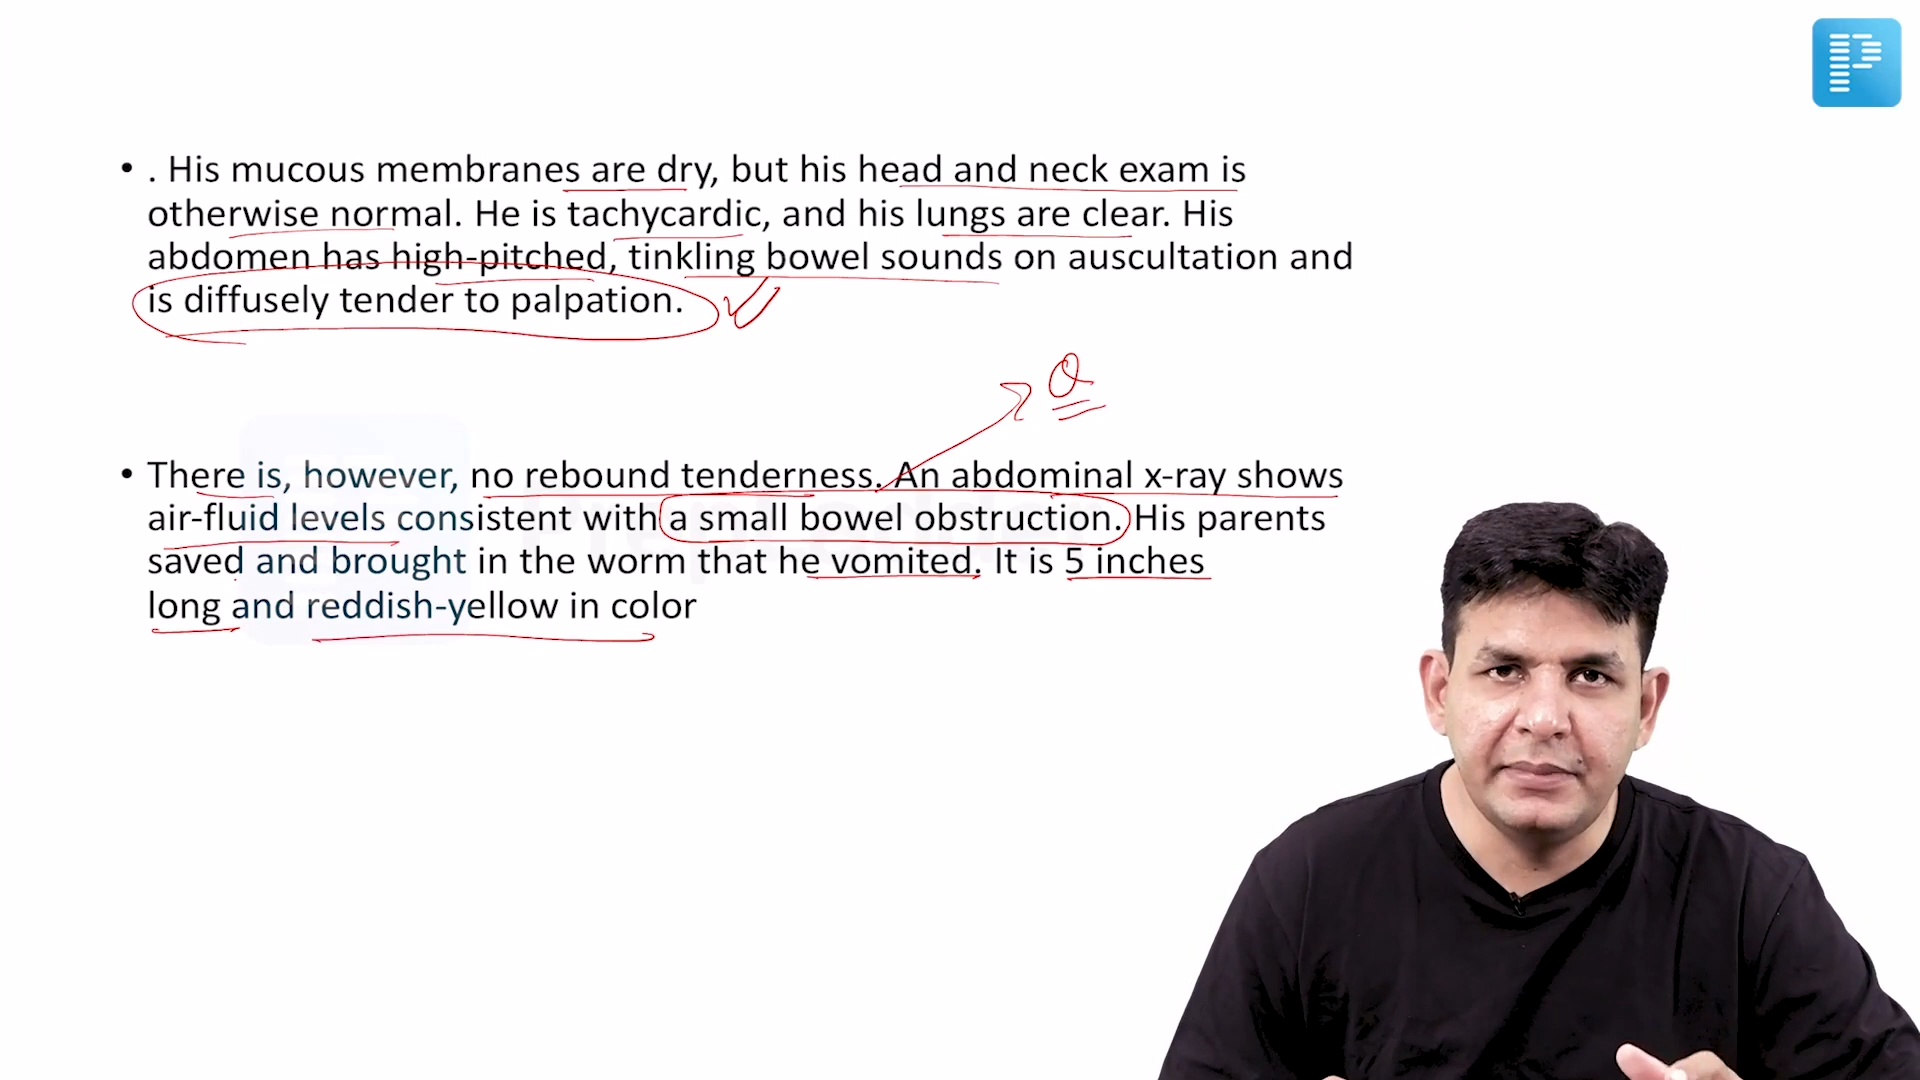 • . His mucous membranes are dry, but his head and neck exam is
otherwise normal. He is tachycardic, and his lungs are clear. His
abdomen has high-pitched, tinkling bowel sounds on auscultation and
is diffusely tender to palpation.
Q
• There is, however, no rebound tenderness. An abdominal x-ray shows
air-fluid levels consistent with a small bowel obstruction. His parents
saved and brought in the worm that he vomited. It is 5 inches
long and reddish-yellow in color